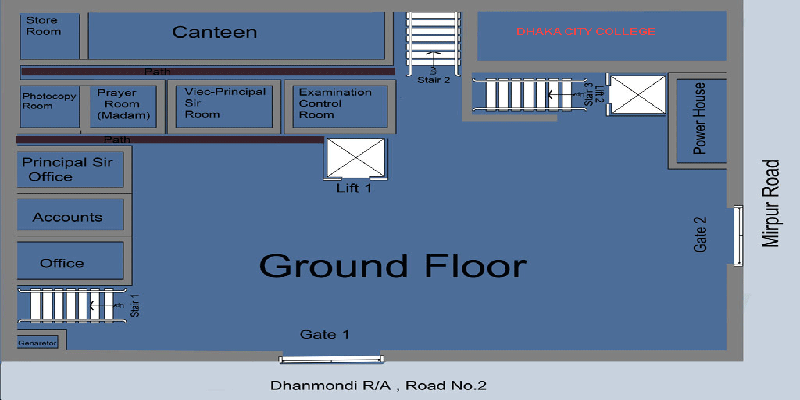 Store
Room
Canteen
DHAKA CITY COLLEGE
Path
Stair 2
Photocopy
Room
Prayer
Room
(Madam)
Viec-Principal
Sir
Room
Examination
Control
Room
Stair 3
Lift 2
Power House
Path
Principal Sir
Office
Lift 1
Accounts
Gate 2
Mirpur Road
Office
Ground Floor
Stair 1
Gate 1
Genarator
Dhanmondi R/A , Road No.2